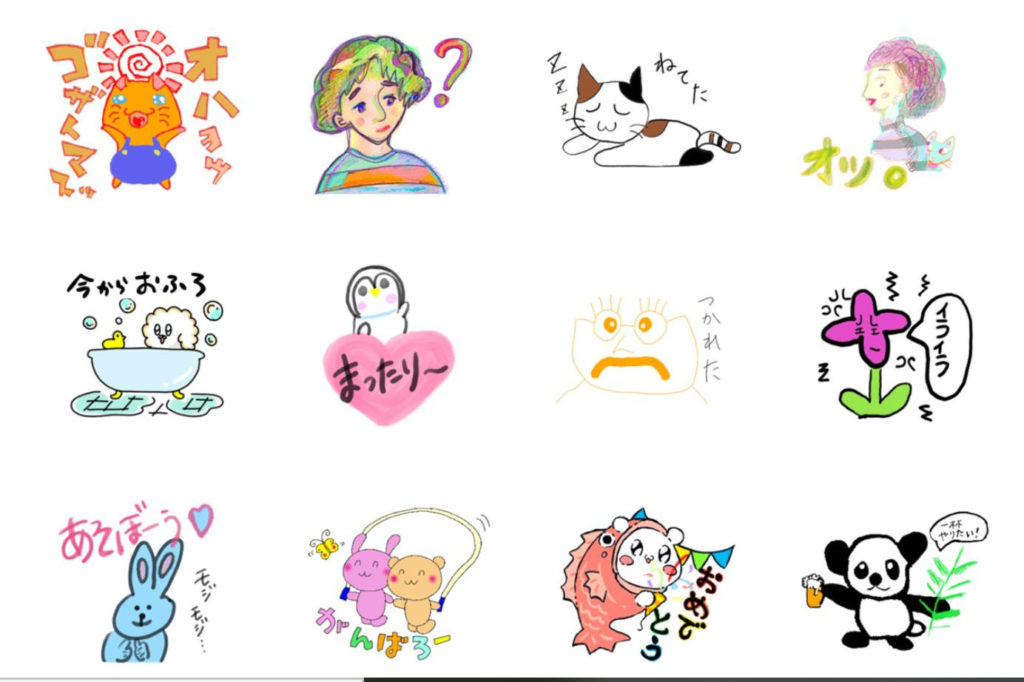 オハヨウ
ゴザイマスッ
?
z z z z
ねてた
オツ。
今からおふろ
まったり〜
つかれた
イライラ
あそぼーう
モジ
モジ…
がんばろー
おめで
とう
一杯
やりたい!